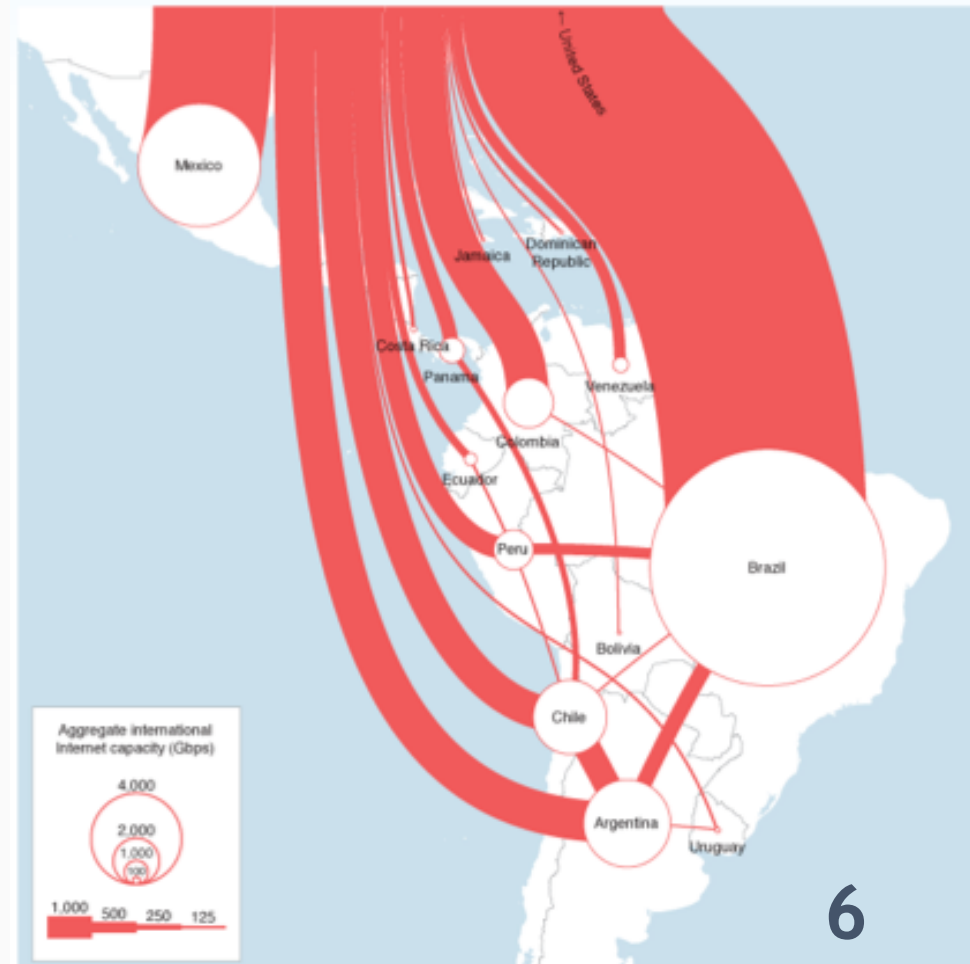 ← United States
Mexico
Jamaica
Dominican
Republic
Costa Rica
Panama
Venezuela
Colombia
Ecuador
Peru
Brazil
Bolivia
Chile
Argentina
Uruguay
Aggregate international
Internet capacity (Gbps)
4,000
2,000
1,000
100
1,000 500 250 125
6